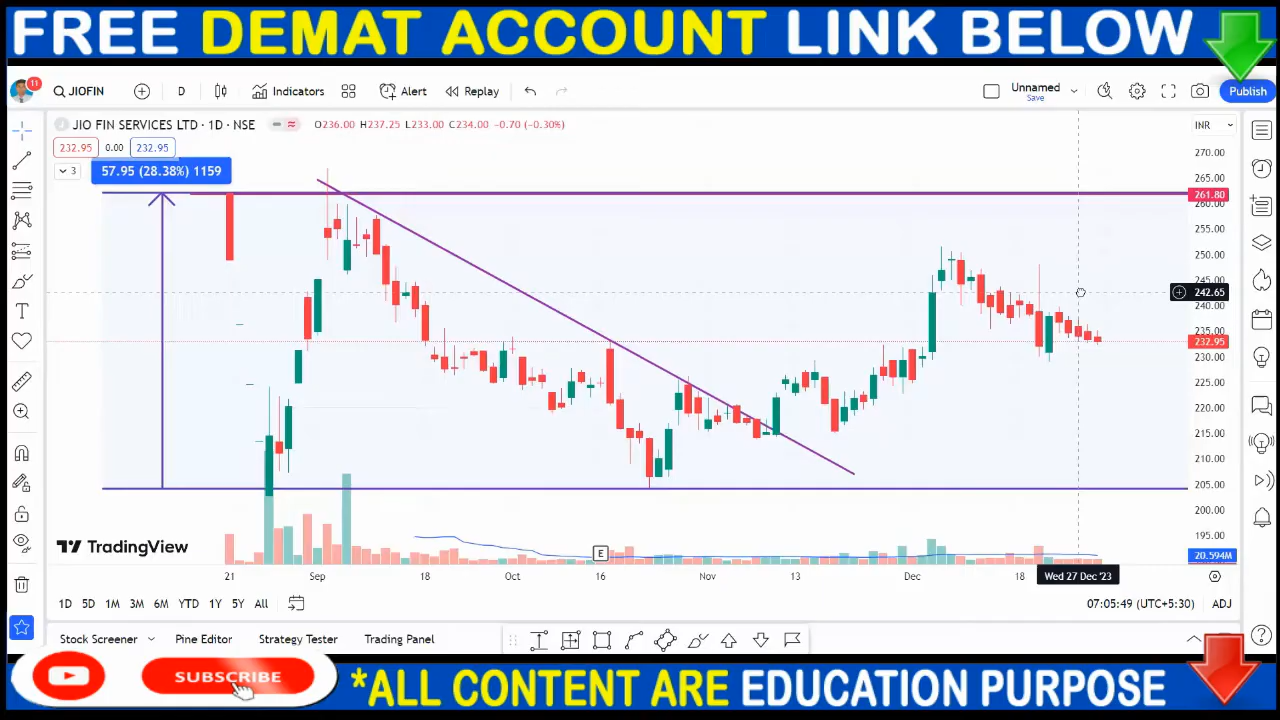 FREE DEMAT ACCOUNT LINK BELOW
11
JIOFIN
D
Indicators
Alert
Replay
Unnamed
Save
Publish
JIO FIN SERVICES LTD · 1D · NSE
O236.00 H237.25 L233.00 C234.00 -0.70 (-0.30%)
INR
232.95 0.00 232.95
3
57.95 (28.38%) 1159
270.00
265.00
261.80
260.00
255.00
250.00
245.00
242.65
240.00
235.00
232.95
230.00
225.00
220.00
215.00
210.00
205.00
200.00
195.00
20.594M
TradingView
E
21 Sep 18 Oct 16 Nov 13 Dec 18 Wed 27 Dec '23
1D 5D 1M 3M 6M YTD 1Y 5Y All
07:05:49 (UTC+5:30) ADJ
Stock Screener Pine Editor Strategy Tester Trading Panel
SUBSCRIBE
*ALL CONTENT ARE EDUCATION PURPOSE